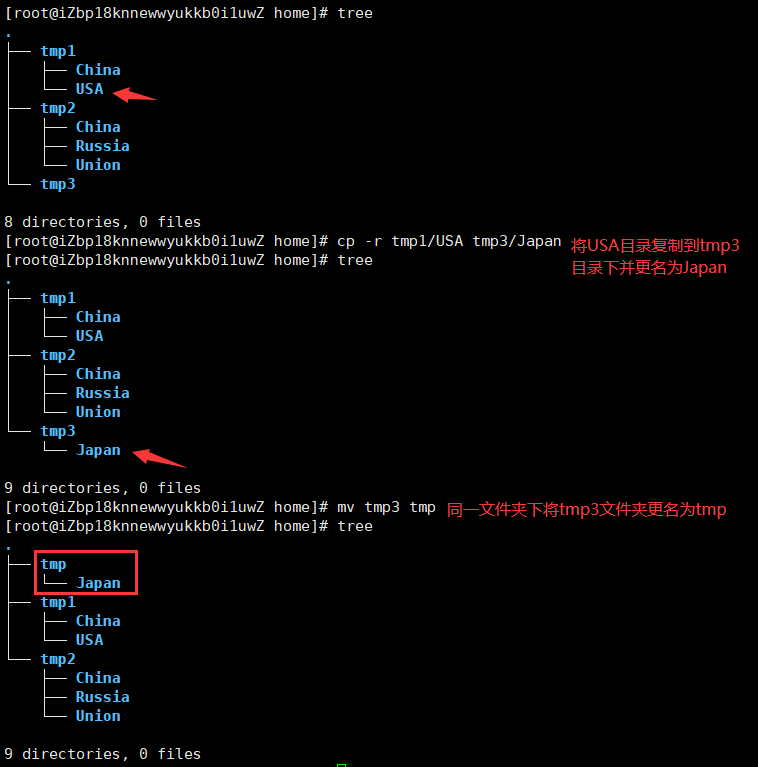 [root@iZbp18knnewwyukkb0i1uwZ home]# tree
.
├── tmp1
│   ├── China
│   └── USA
├── tmp2
│   ├── China
│   ├── Russia
│   └── Union
└── tmp3
8 directories, 0 files
[root@iZbp18knnewwyukkb0i1uwZ home]# cp -r tmp1/USA tmp3/Japan 将USA目录复制到tmp3
[root@iZbp18knnewwyukkb0i1uwZ home]# tree 目录下并更名为Japan
.
├── tmp1
│   ├── China
│   └── USA
├── tmp2
│   ├── China
│   ├── Russia
│   └── Union
└── tmp3
    └── Japan
9 directories, 0 files
[root@iZbp18knnewwyukkb0i1uwZ home]# mv tmp3 tmp 同一文件夹下将tmp3文件夹更名为tmp
[root@iZbp18knnewwyukkb0i1uwZ home]# tree
.
├── tmp
│   └── Japan
├── tmp1
│   ├── China
│   └── USA
└── tmp2
    ├── China
    ├── Russia
    └── Union
9 directories, 0 files